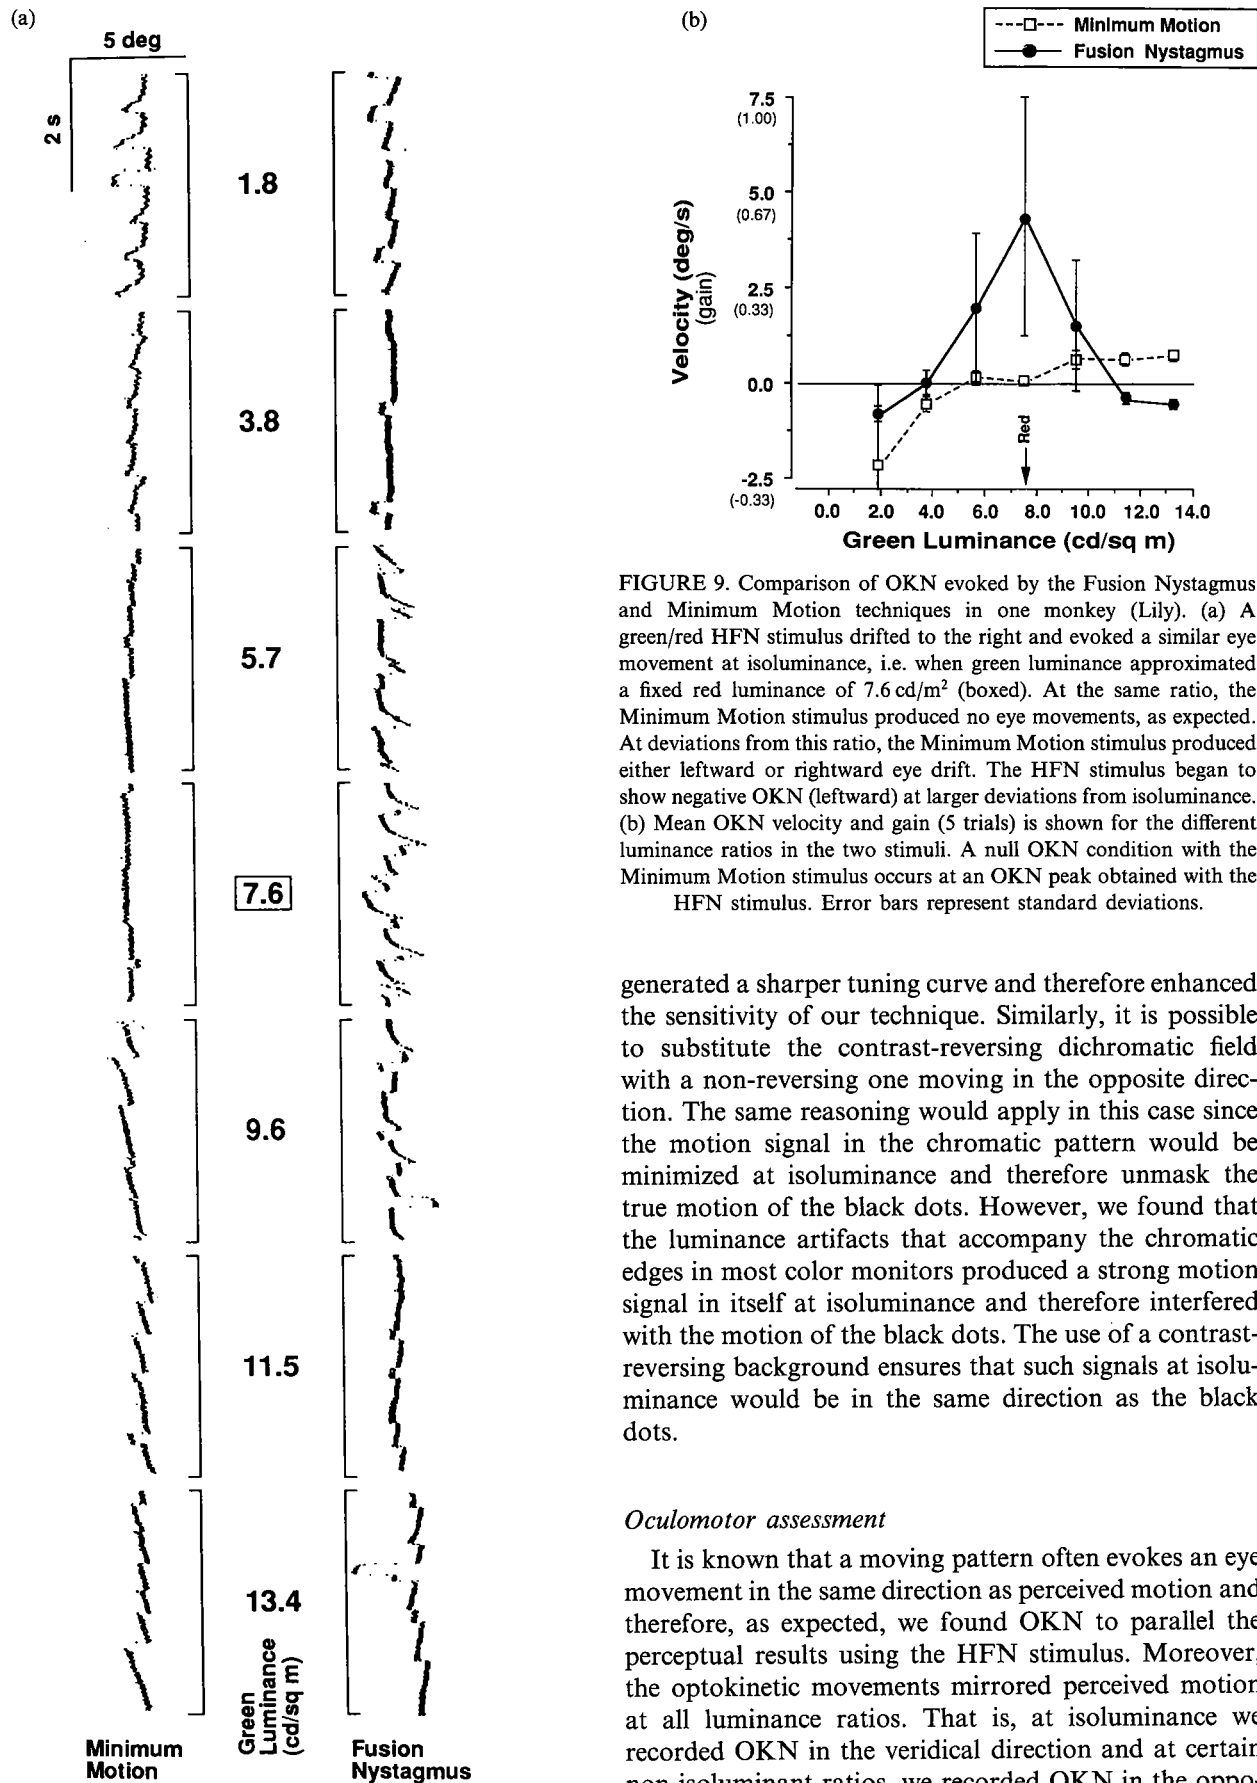 (a)
5 deg
2 s
1.8
3.8
5.7
7.6
9.6
11.5
13.4
Green
Luminance
(cd/sq m)
Minimum
Motion
Fusion
Nystagmus
(b)
Minimum Motion
Fusion Nystagmus
Velocity (deg/s)
(gain)
7.5
(1.00)
5.0
(0.67)
2.5
(0.33)
0.0
-2.5
(-0.33)
Red
0.0 2.0 4.0 6.0 8.0 10.0 12.0 14.0
Green Luminance (cd/sq m)
FIGURE 9. Comparison of OKN evoked by the Fusion Nystagmus
and Minimum Motion techniques in one monkey (Lily). (a) A
green/red HFN stimulus drifted to the right and evoked a similar eye
movement at isoluminance, i.e. when green luminance approximated
a fixed red luminance of 7.6 cd/m² (boxed). At the same ratio, the
Minimum Motion stimulus produced no eye movements, as expected.
At deviations from this ratio, the Minimum Motion stimulus produced
either leftward or rightward eye drift. The HFN stimulus began to
show negative OKN (leftward) at larger deviations from isoluminance.
(b) Mean OKN velocity and gain (5 trials) is shown for the different
luminance ratios in the two stimuli. A null OKN condition with the
Minimum Motion stimulus occurs at an OKN peak obtained with the
HFN stimulus. Error bars represent standard deviations.
generated a sharper tuning curve and therefore enhanced
the sensitivity of our technique. Similarly, it is possible
to substitute the contrast-reversing dichromatic field
with a non-reversing one moving in the opposite direc-
tion. The same reasoning would apply in this case since
the motion signal in the chromatic pattern would be
minimized at isoluminance and therefore unmask the
true motion of the black dots. However, we found that
the luminance artifacts that accompany the chromatic
edges in most color monitors produced a strong motion
signal in itself at isoluminance and therefore interfered
with the motion of the black dots. The use of a contrast-
reversing background ensures that such signals at isolu-
minance would be in the same direction as the black
dots.
Oculomotor assessment
It is known that a moving pattern often evokes an eye
movement in the same direction as perceived motion and
therefore, as expected, we found OKN to parallel the
perceptual results using the HFN stimulus. Moreover,
the optokinetic movements mirrored perceived motion
at all luminance ratios. That is, at isoluminance we
recorded OKN in the veridical direction and at certain
non-isoluminant ratios, we recorded OKN in the oppo-